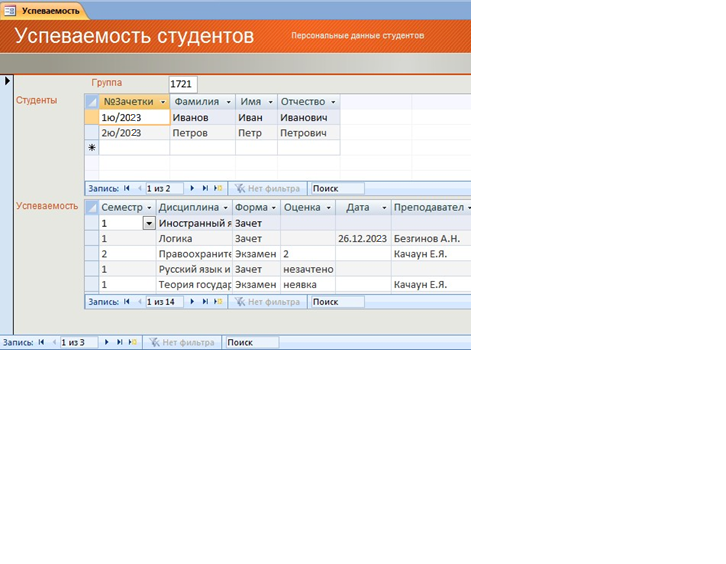 Успеваемость
Успеваемость студентов Персональные данные студентов
Группа 1721
Студенты
№Зачетки Фамилия Имя Отчество
1ю/2023 Иванов Иван Иванович
2ю/2023 Петров Петр Петрович
Запись: 1 из 2 Нет фильтра Поиск
Успеваемость
Семестр Дисциплина Форма Оценка Дата Преподавател
1 Иностранный я Зачет
1 Логика Зачет 26.12.2023 Безгинов А.Н.
2 Правоохраните Экзамен 2 Качаун Е.Я.
1 Русский язык и Зачет незачтено
1 Теория государ Экзамен неявка Качаун Е.Я.
Запись: 1 из 14 Нет фильтра Поиск
Запись: 1 из 3 Нет фильтра Поиск